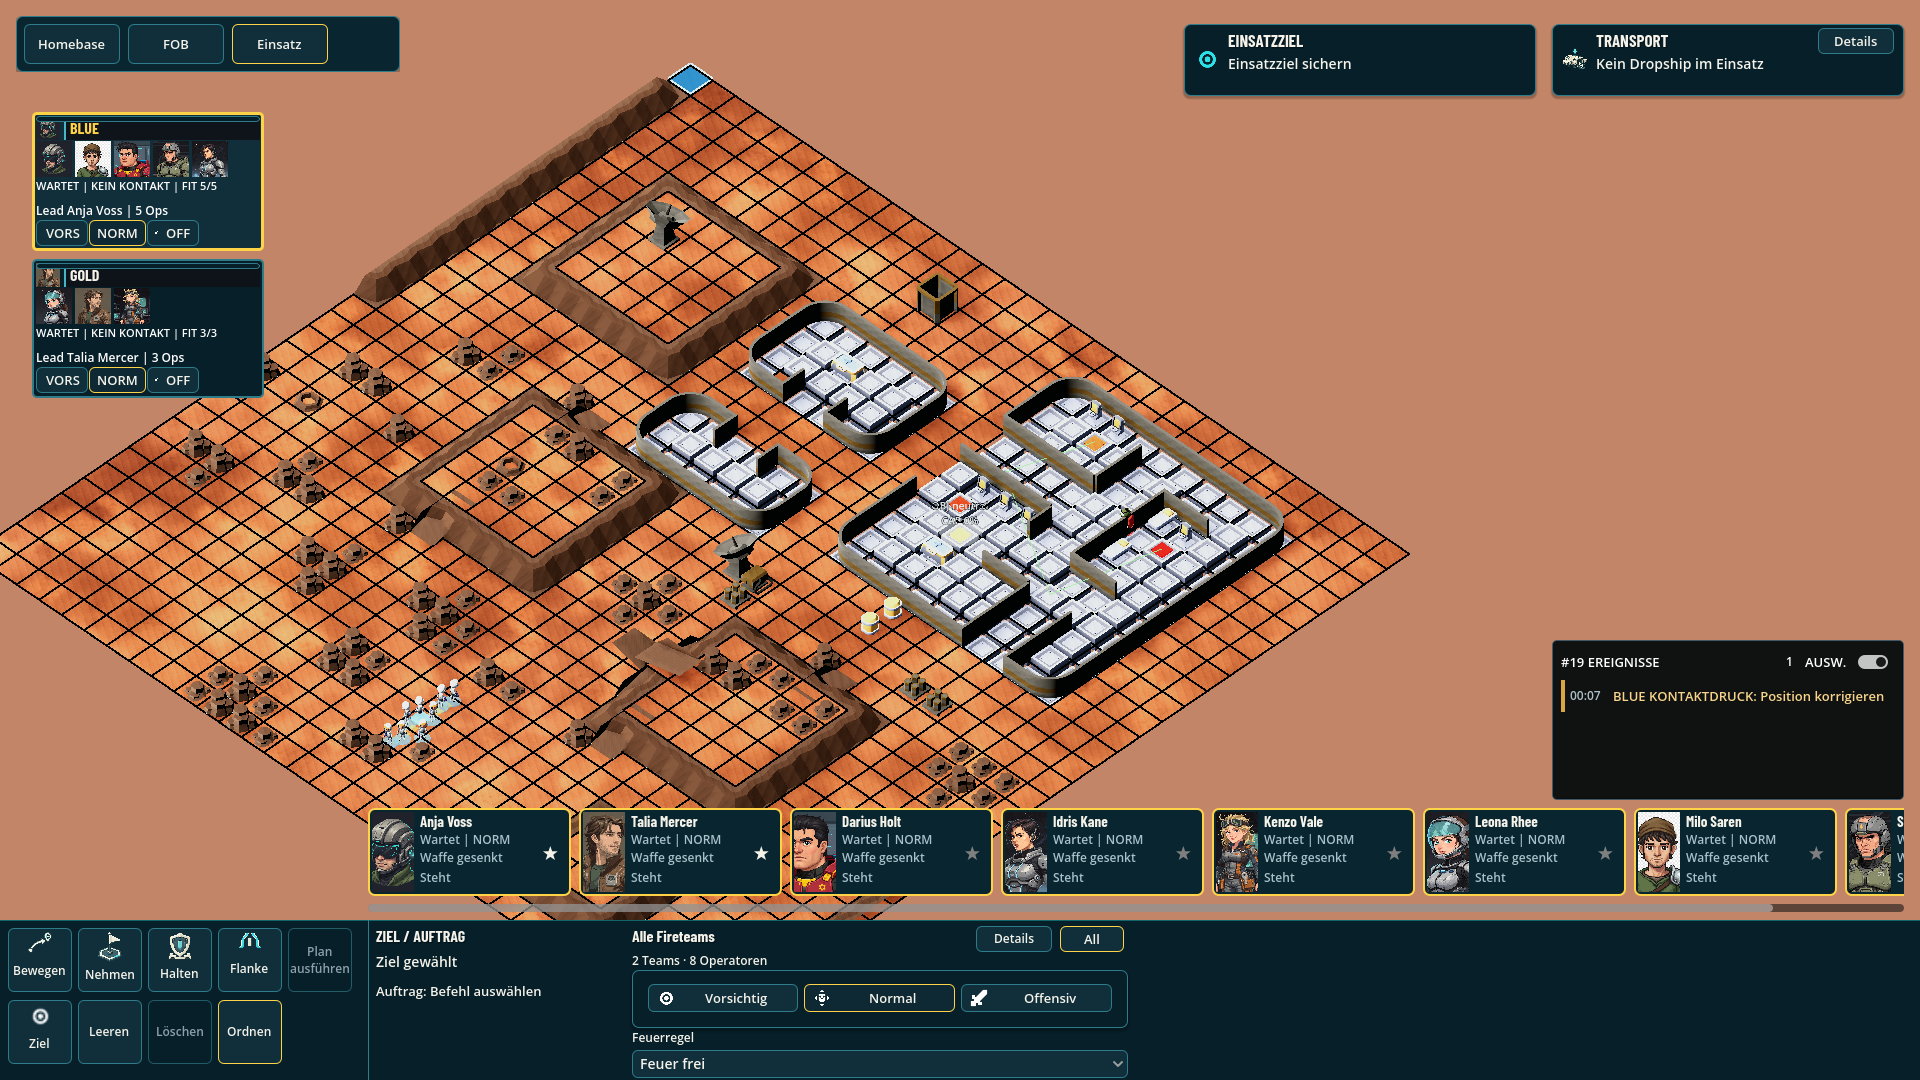 Homebase
FOB
Einsatz
EINSATZZIEL
Einsatzziel sichern
TRANSPORT
Details
Kein Dropship im Einsatz
BLUE
WARTET | KEIN KONTAKT | FIT 5/5
Lead Anja Voss | 5 Ops
VORS
NORM
OFF
GOLD
WARTET | KEIN KONTAKT | FIT 3/3
Lead Talia Mercer | 3 Ops
VORS
NORM
OFF
#19 EREIGNISSE
1
AUSW.
00:07
BLUE KONTAKTDRUCK: Position korrigieren
Anja Voss
Wartet | NORM
Waffe gesenkt
Steht
Talia Mercer
Wartet | NORM
Waffe gesenkt
Steht
Darius Holt
Wartet | NORM
Waffe gesenkt
Steht
Idris Kane
Wartet | NORM
Waffe gesenkt
Steht
Kenzo Vale
Wartet | NORM
Waffe gesenkt
Steht
Leona Rhee
Wartet | NORM
Waffe gesenkt
Steht
Milo Saren
Wartet | NORM
Waffe gesenkt
Steht
Bewegen
Nehmen
Halten
Flanke
Plan
ausführen
Ziel
Leeren
Löschen
Ordnen
ZIEL / AUFTRAG
Ziel gewählt
Auftrag: Befehl auswählen
Alle Fireteams
Details
All
2 Teams · 8 Operatoren
Vorsichtig
Normal
Offensiv
Feuerregel
Feuer frei